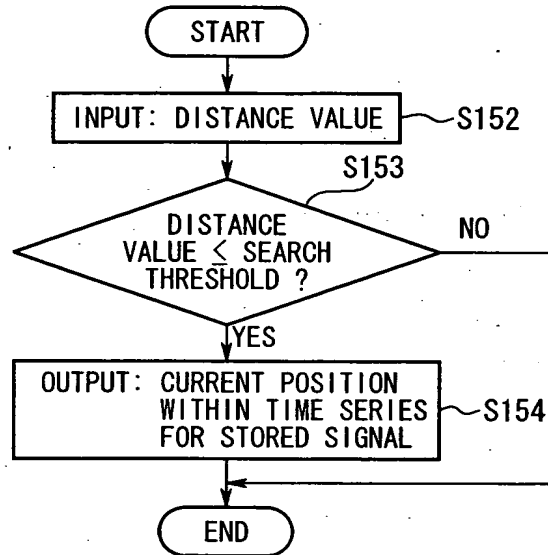 START
INPUT: DISTANCE VALUE
S152
S153
DISTANCE
VALUE ≤ SEARCH
THRESHOLD ?
NO
YES
OUTPUT: CURRENT POSITION
WITHIN TIME SERIES
FOR STORED SIGNAL
S154
END